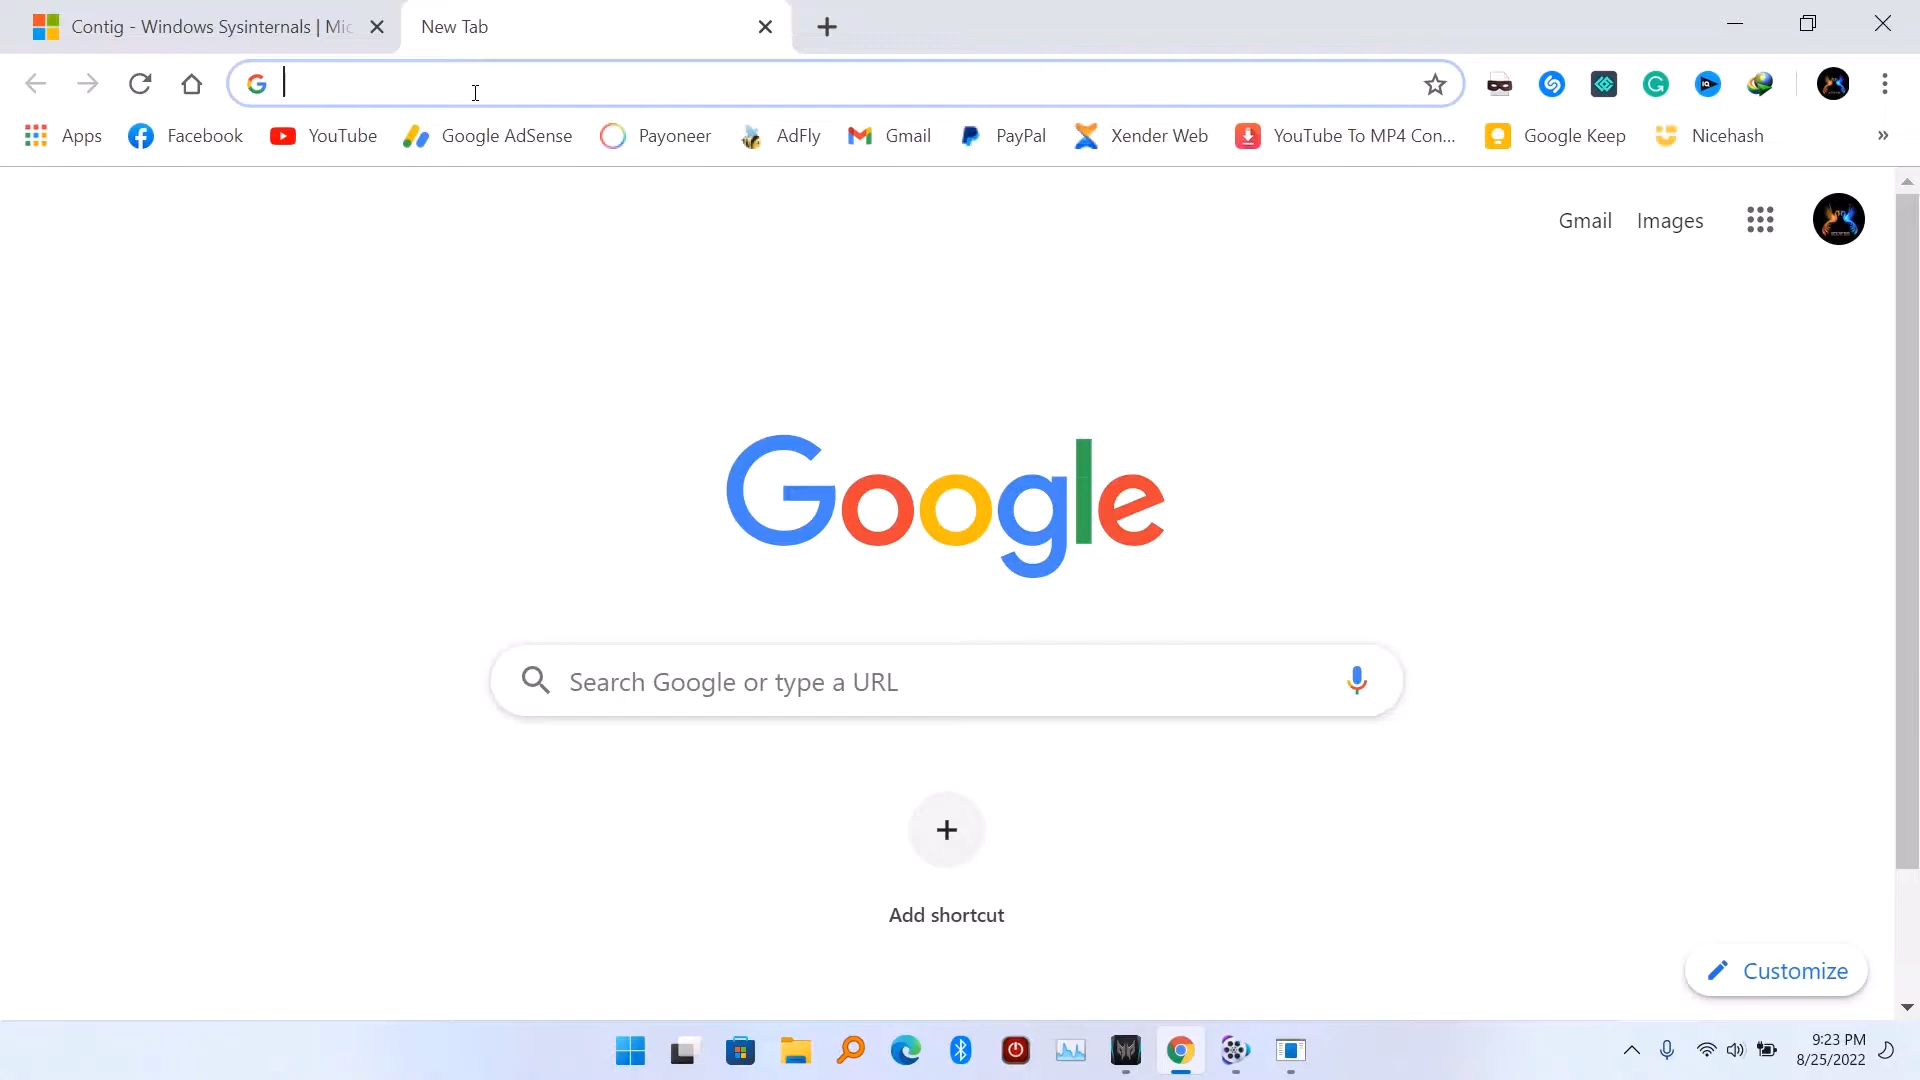 Contig - Windows Sysinternals | Mic
New Tab
Apps Facebook YouTube Google AdSense Payoneer AdFly Gmail PayPal Xender Web YouTube To MP4 Con... Google Keep Nicehash »
Gmail Images
Google
Search Google or type a URL
Add shortcut
Customize
9:23 PM
8/25/2022